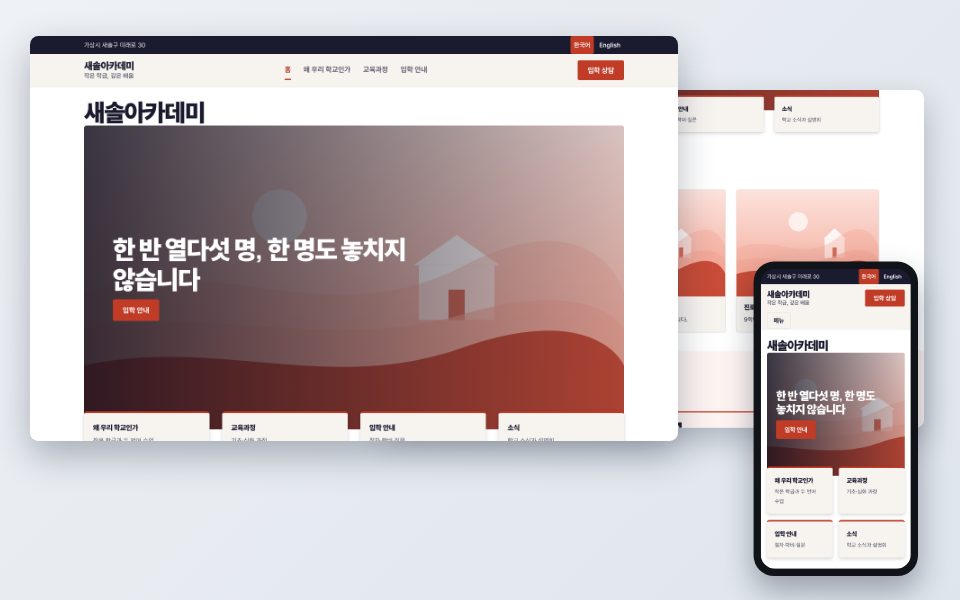 가상시 새솔구 미래로 30
한국어 English
새솔아카데미
작은 학급, 깊은 배움
홈 왜 우리 학교인가 교육과정 입학 안내
입학 상담
새솔아카데미
한 반 열다섯 명, 한 명도 놓치지
않습니다
입학 안내
왜 우리 학교인가
교육과정
입학 안내
소식
안내
소식
학교 소식과 설명회
가상시 새솔구 미래로 30
한국어 English
새솔아카데미
작은 학급, 깊은 배움
입학 상담
메뉴
새솔아카데미
한 반 열다섯 명, 한 명도
놓치지 않습니다
입학 안내
왜 우리 학교인가
작은 학급과 두 언어
수업
교육과정
기초·심화 과정
입학 안내
절차·학비·질문
소식
학교 소식과 설명회